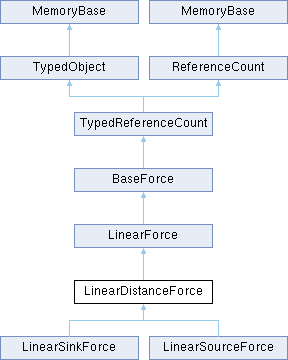 MemoryBase MemoryBase
TypedObject ReferenceCount
TypedReferenceCount
BaseForce
LinearForce
LinearDistanceForce
LinearSinkForce LinearSourceForce